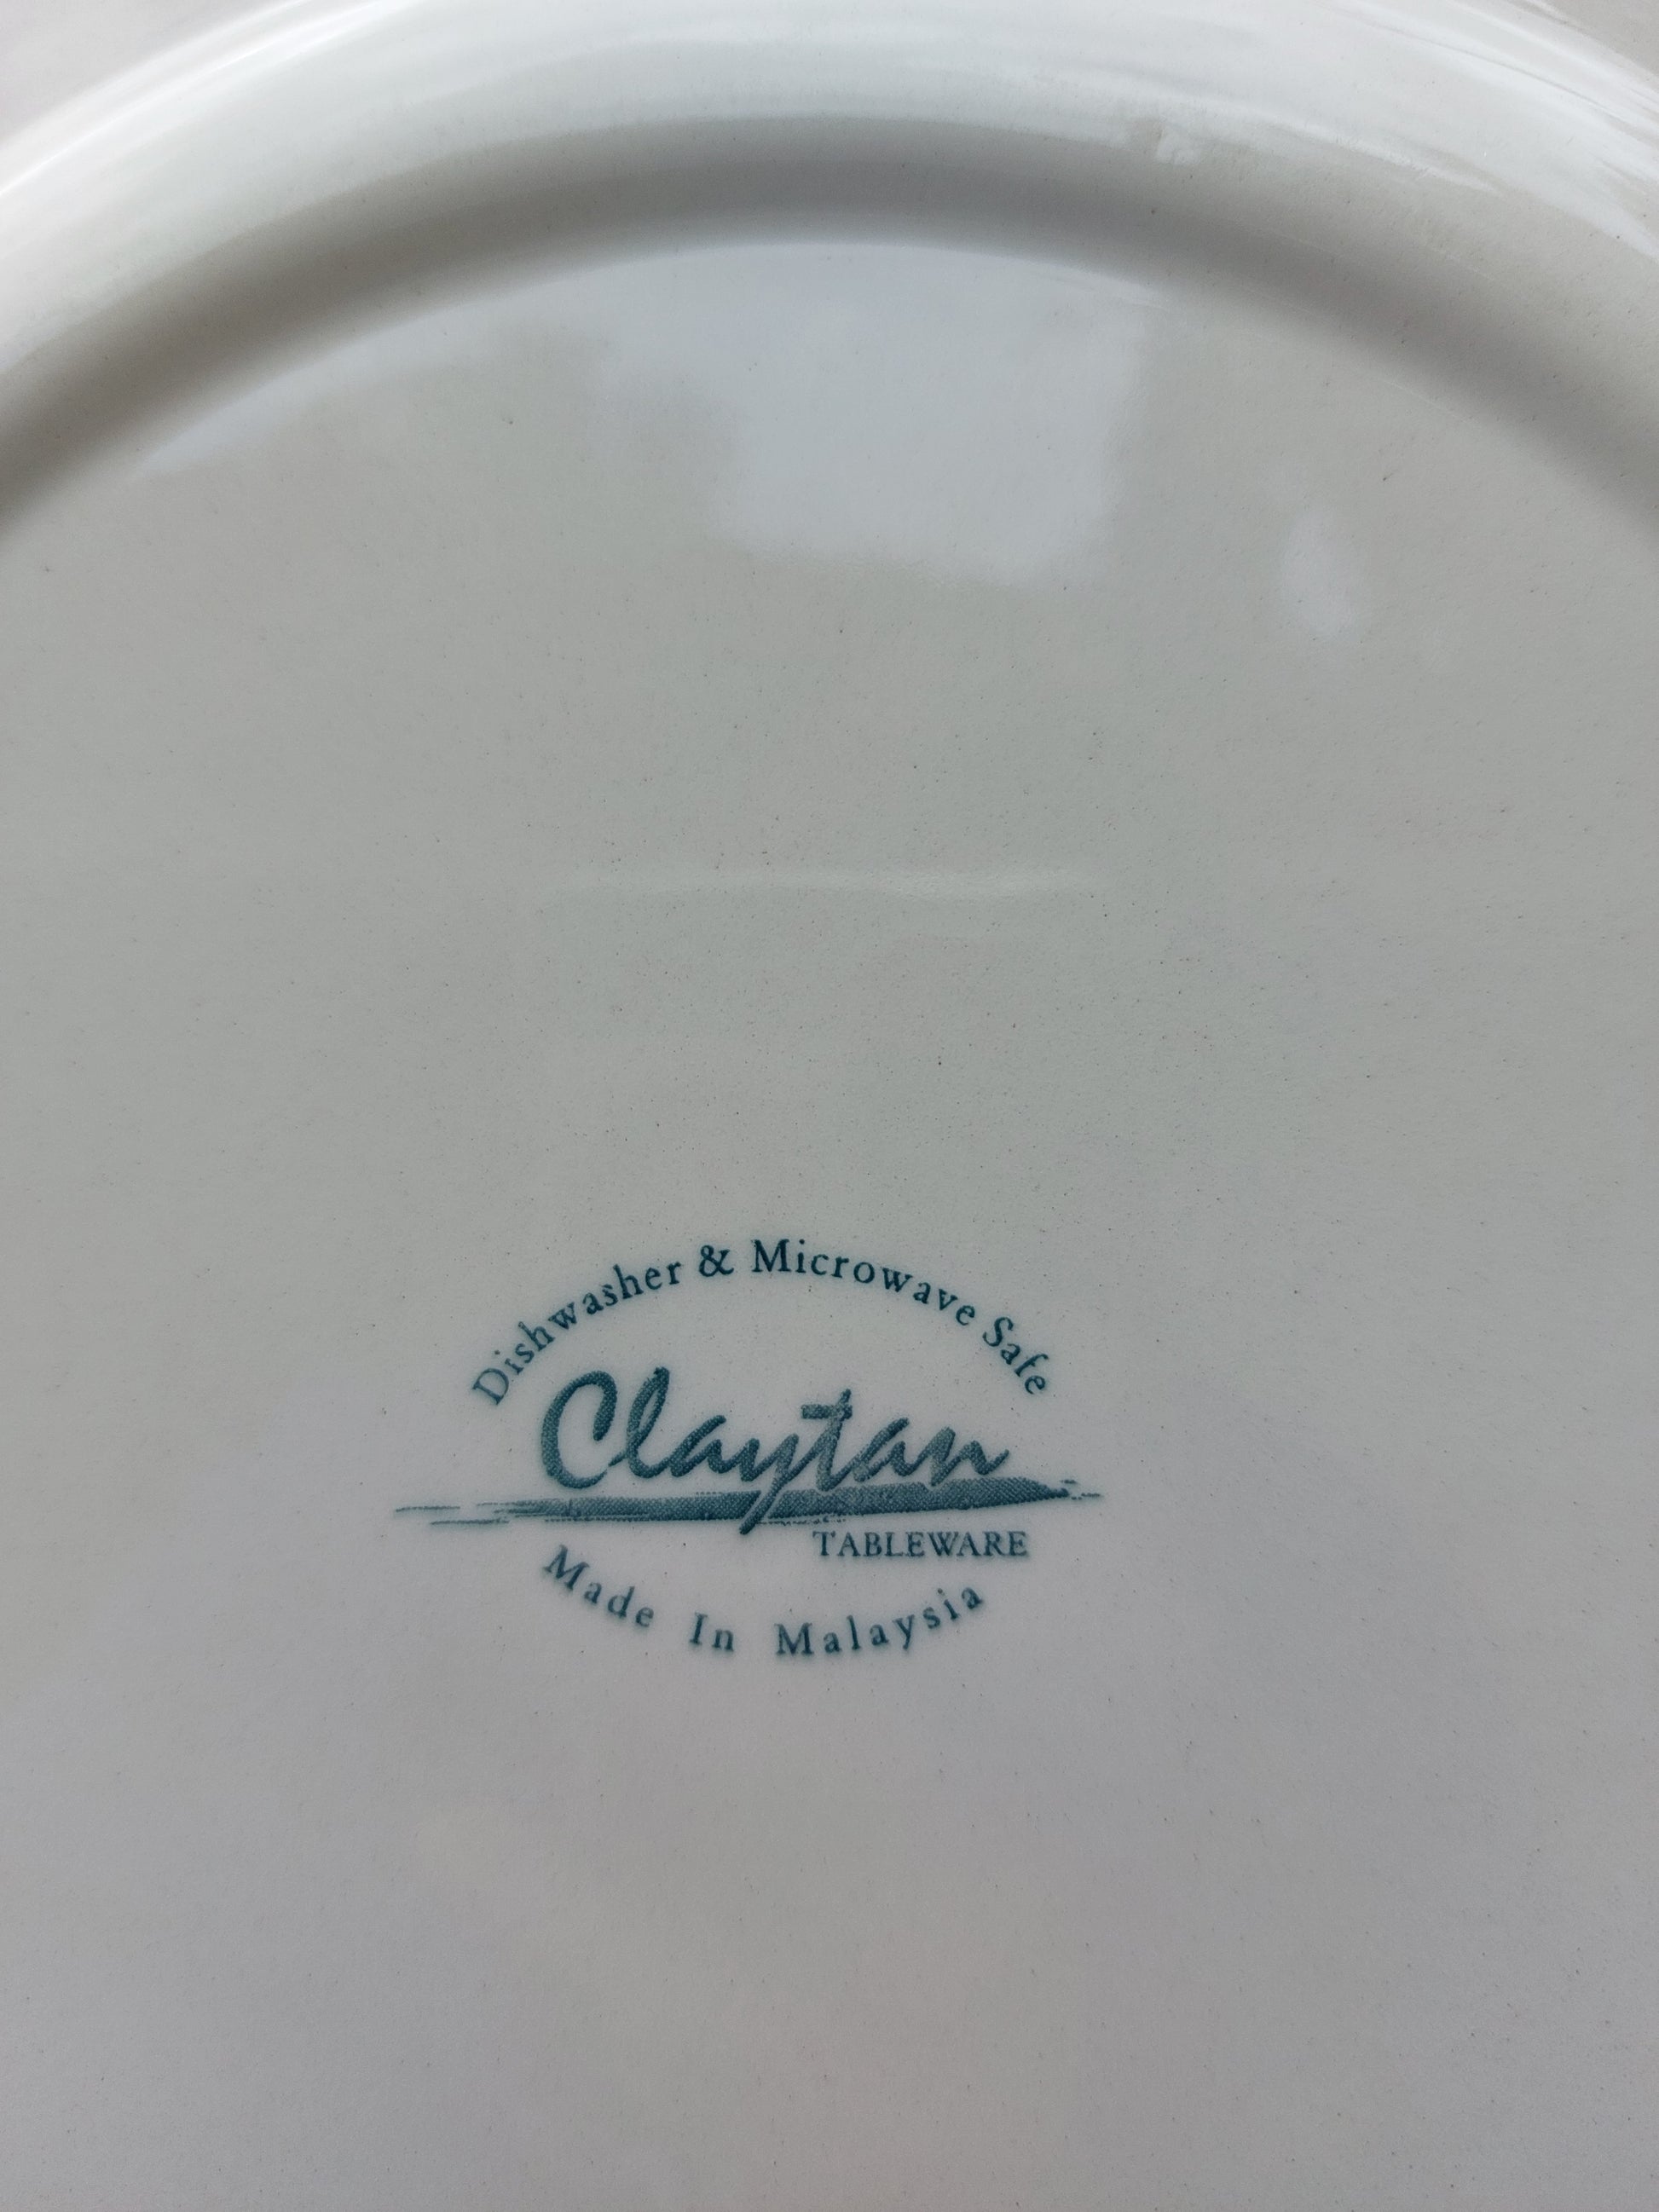 Dishwasher & Microwave Safe
Claytan
TABLEWARE
Made In Malaysia